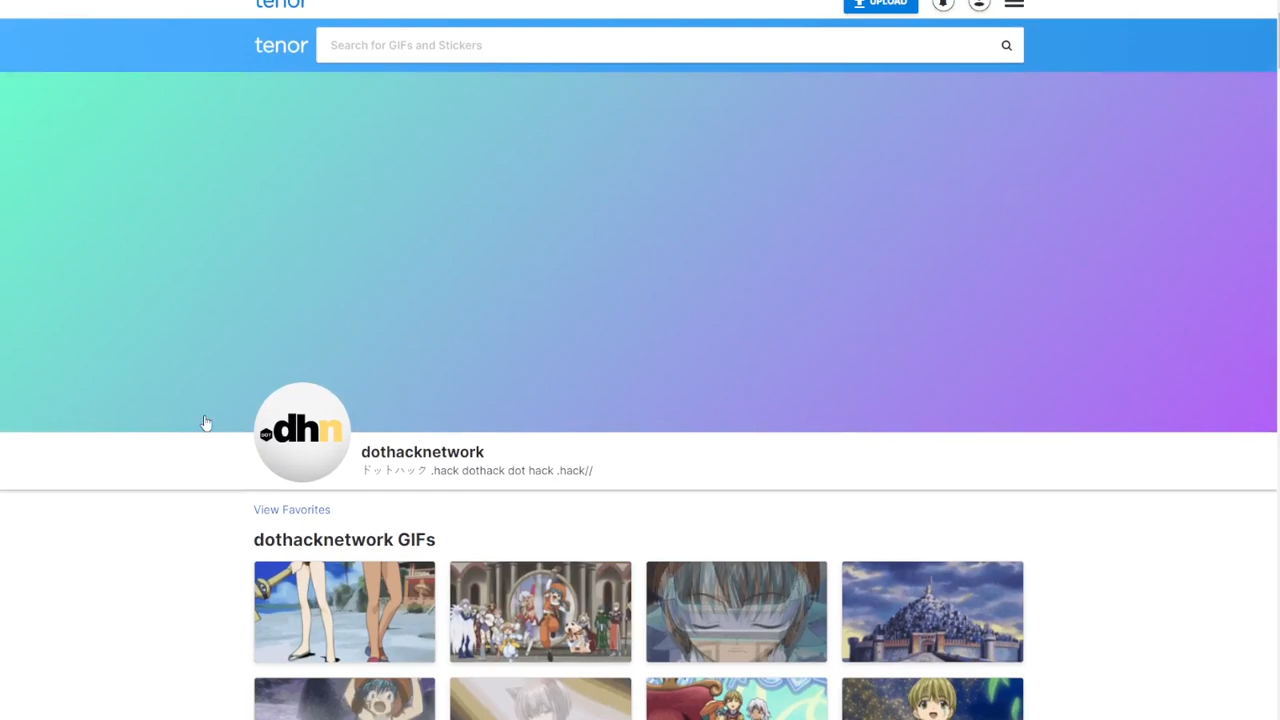 tenor
UPLOAD
tenor Search for GIFs and Stickers
.dhn
DOT
dothacknetwork
ドットハック .hack dothack dot hack .hack//
View Favorites
dothacknetwork GIFs